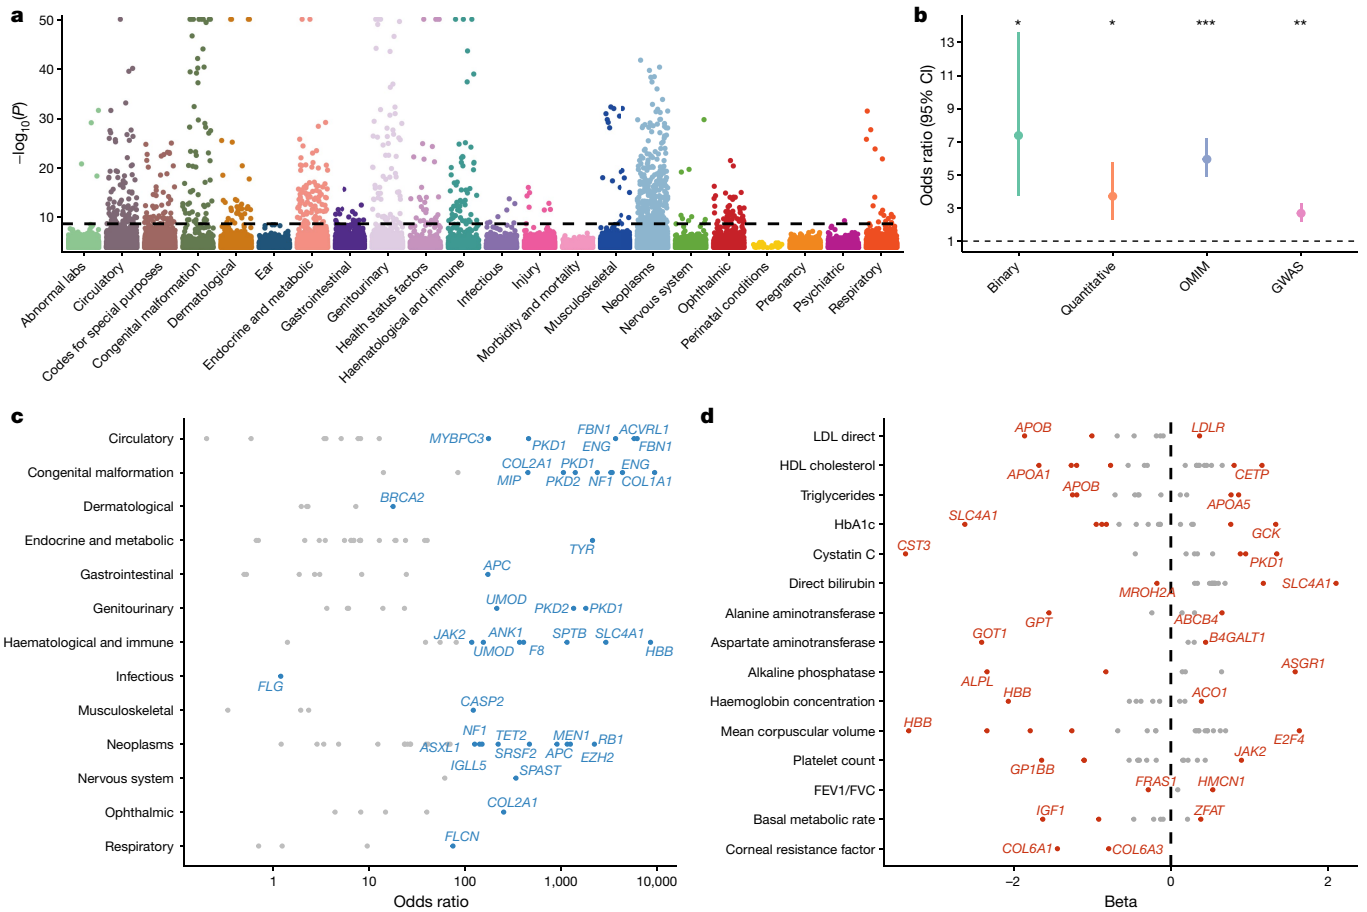 a
−log10(P)
50
40
30
20
10
Abnormal labs
Circulatory
Codes for special purposes
Congenital malformation
Dermatological
Ear
Endocrine and metabolic
Gastrointestinal
Genitourinary
Health status factors
Haematological and immune
Infectious
Injury
Morbidity and mortality
Musculoskeletal
Neoplasms
Nervous system
Ophthalmic
Perinatal conditions
Pregnancy
Psychiatric
Respiratory
b
Odds ratio (95% CI)
13
11
9
7
5
3
1
* * *** **
Binary
Quantitative
OMIM
GWAS
c
Circulatory
MYBPC3 PKD1 FBN1 ENG ACVRL1 FBN1
Congenital malformation
COL2A1 MIP PKD1 PKD2 NF1 ENG COL1A1
Dermatological
BRCA2
Endocrine and metabolic
TYR
Gastrointestinal
APC
Genitourinary
UMOD PKD2 PKD1
Haematological and immune
JAK2 UMOD ANK1 F8 SPTB SLC4A1 HBB
Infectious
FLG
Musculoskeletal
CASP2
Neoplasms
ASXL1 NF1 IGLL5 TET2 SRSF2 APC MEN1 EZH2 RB1
Nervous system
SPAST
Ophthalmic
COL2A1
Respiratory
FLCN
1 10 100 1,000 10,000
Odds ratio
d
LDL direct
APOB LDLR
HDL cholesterol
APOA1 CETP
Triglycerides
APOB APOA5
HbA1c
SLC4A1 GCK
Cystatin C
CST3 PKD1
Direct bilirubin
MROH2A SLC4A1
Alanine aminotransferase
GPT ABCB4
Aspartate aminotransferase
GOT1 B4GALT1
Alkaline phosphatase
ALPL ASGR1
Haemoglobin concentration
HBB ACO1
Mean corpuscular volume
HBB E2F4
Platelet count
GP1BB JAK2
FEV1/FVC
FRAS1 HMCN1
Basal metabolic rate
IGF1 ZFAT
Corneal resistance factor
COL6A1 COL6A3
−2 0 2
Beta